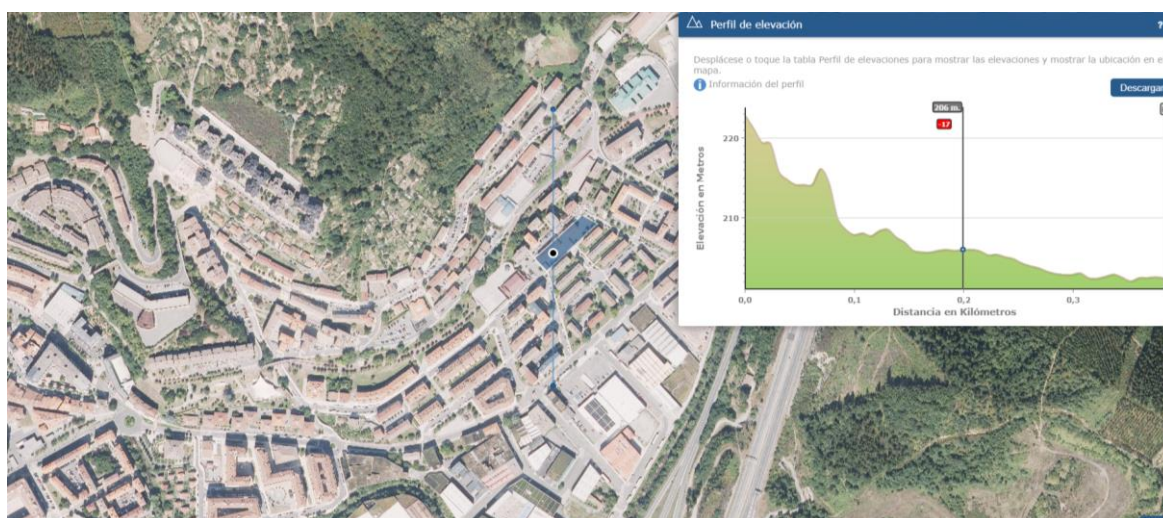 Perfil de elevación
?
Desplácese o toque la tabla Perfil de elevaciones para mostrar las elevaciones y mostrar la ubicación en e
mapa.
Información del perfil
Descargar
206 m.
-17
220
210
Elevación en Metros
0,0
0,1
0,2
0,3
Distancia en Kilómetros